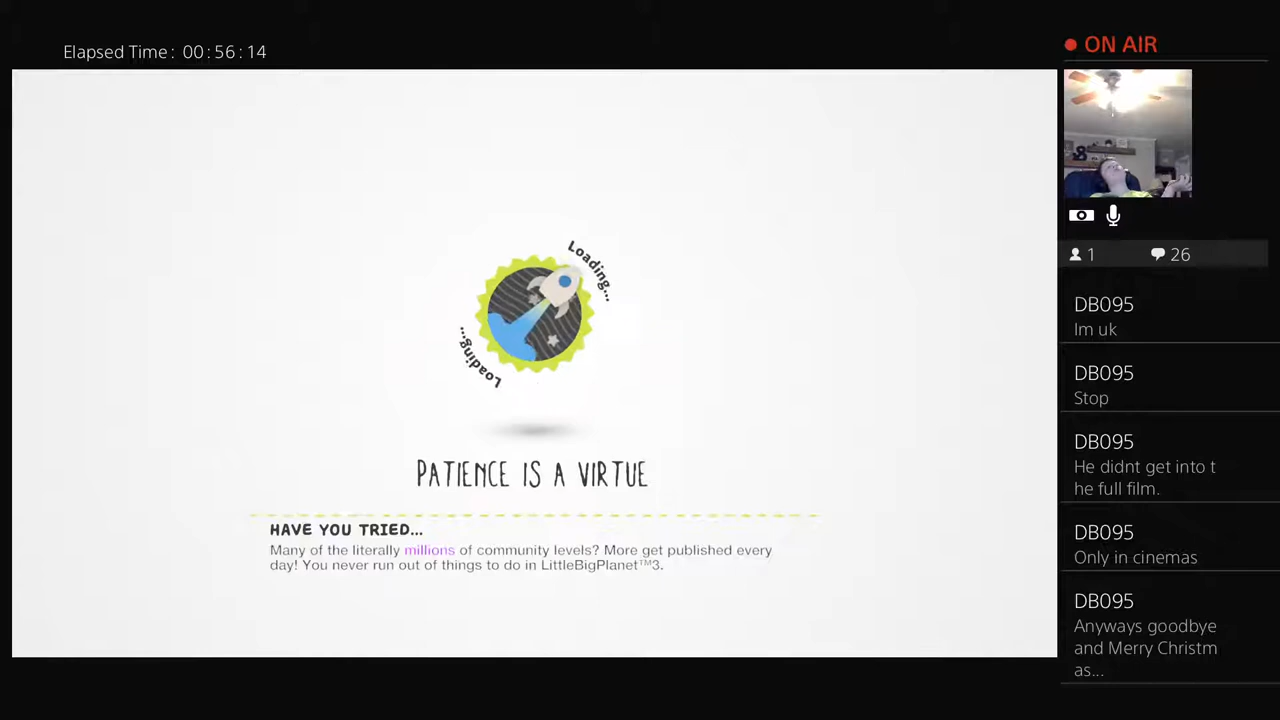 Elapsed Time: 00:56:14
ON AIR
1
26
Loading...
Loading...
PATIENCE IS A VIRTUE
HAVE YOU TRIED...
Many of the literally millions of community levels? More get published every
day! You never run out of things to do in LittleBigPlanet™3.
DB095
Im uk
DB095
Stop
DB095
He didnt get into t
he full film.
DB095
Only in cinemas
DB095
Anyways goodbye
and Merry Christm
as...